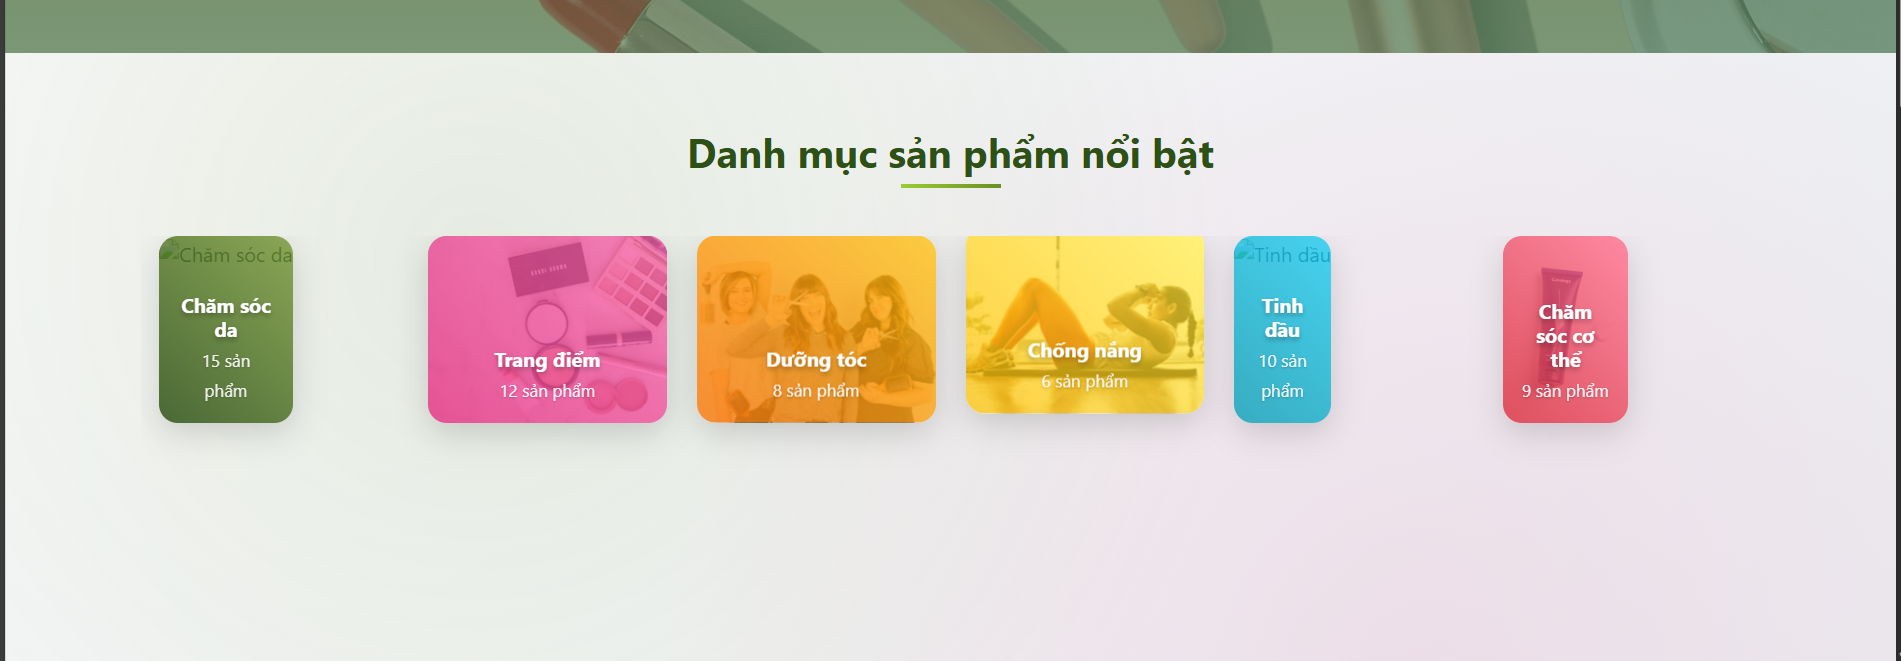 Danh mục sản phẩm nổi bật
Chăm sóc da
Chăm sóc
da
15 sản
phẩm
Trang điểm
12 sản phẩm
Dưỡng tóc
8 sản phẩm
Chống nắng
6 sản phẩm
Tinh dầu
Tinh
dầu
10 sản
phẩm
Chăm
sóc cơ
thể
9 sản phẩm